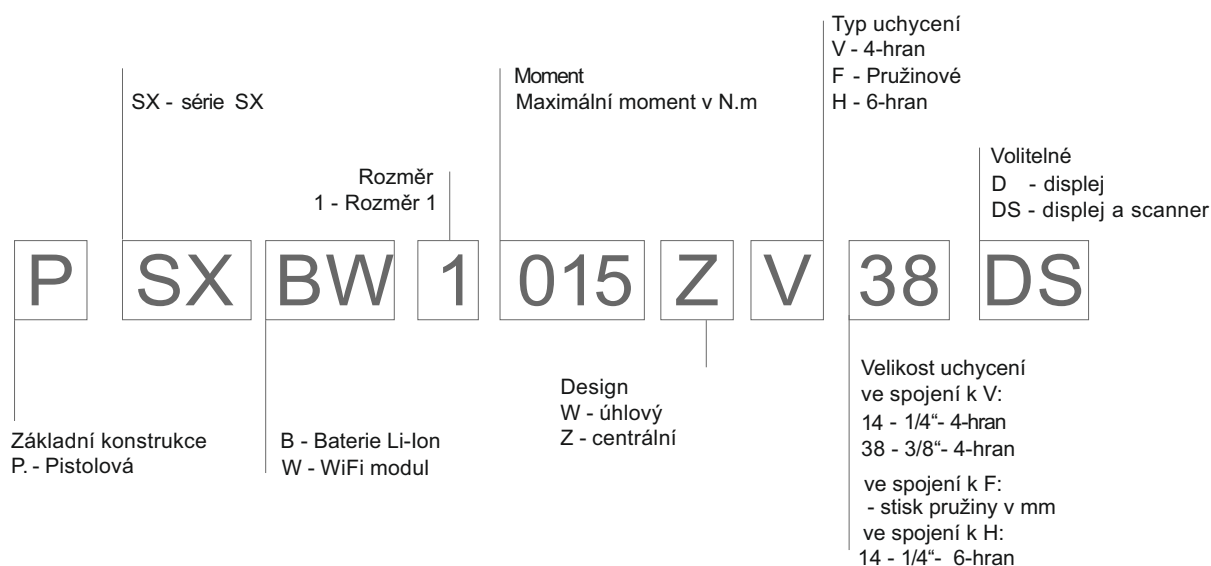 Typ uchycení
V - 4-hran
F - Pružinové
H - 6-hran
SX - série SX
Moment
Maximální moment v N.m
Rozměr
1 - Rozměr 1
Volitelné
D - displej
DS - displej a scanner
P SX BW 1 015 Z V 38 DS
Základní konstrukce
P. - Pistolová
B - Baterie Li-Ion
W - WiFi modul
Design
W - úhlový
Z - centrální
Velikost uchycení
ve spojení k V:
14 - 1/4“- 4-hran
38 - 3/8“- 4-hran
ve spojení k F:
- stisk pružiny v mm
ve spojení k H:
14 - 1/4“- 6-hran